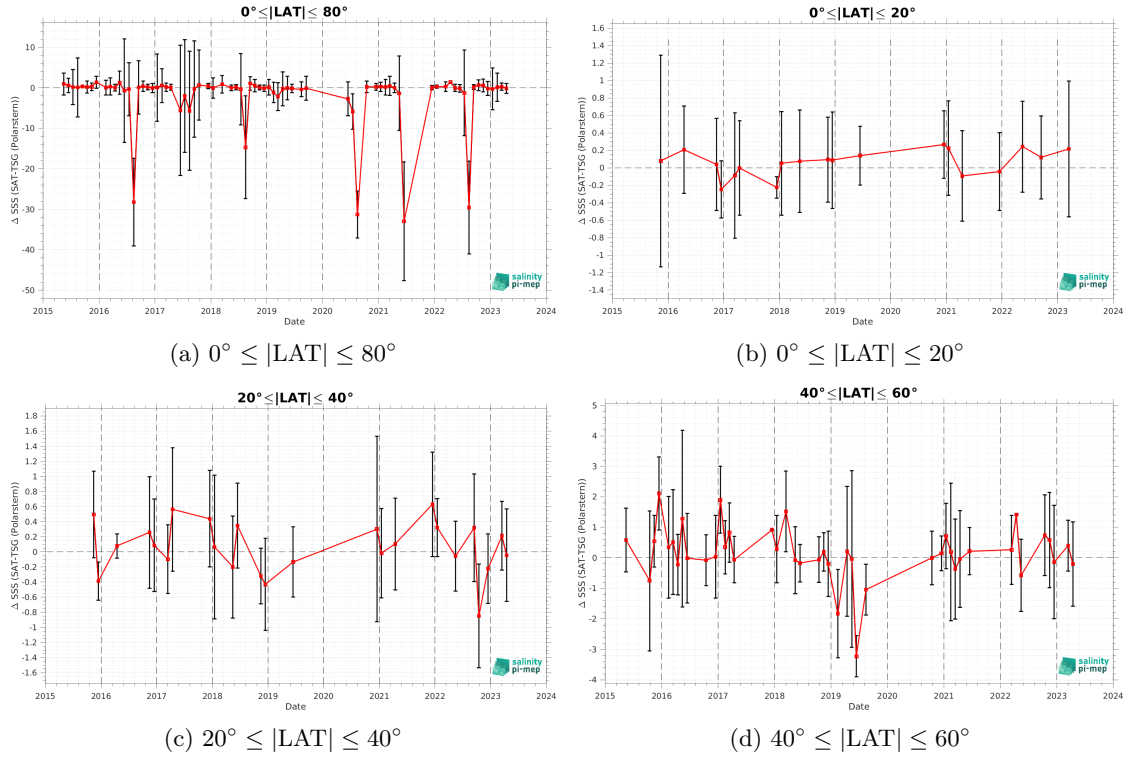 0°≤|LAT|≤ 80°
Δ SSS (SAT-TSG (Polarstern))
10
0
-10
-20
-30
-40
-50
2015 2016 2017 2018 2019 2020 2021 2022 2023 2024
Date
salinity
pi-mep
(a) 0° ≤ |LAT| ≤ 80°
0°≤|LAT|≤ 20°
Δ SSS (SAT-TSG (Polarstern))
1.6
1.4
1.2
1
0.8
0.6
0.4
0.2
0
-0.2
-0.4
-0.6
-0.8
-1
-1.2
-1.4
2015 2016 2017 2018 2019 2020 2021 2022 2023 2024
Date
salinity
pi-mep
(b) 0° ≤ |LAT| ≤ 20°
20°≤|LAT|≤ 40°
Δ SSS (SAT-TSG (Polarstern))
1.8
1.6
1.4
1.2
1
0.8
0.6
0.4
0.2
0
-0.2
-0.4
-0.6
-0.8
-1
-1.2
-1.4
-1.6
2015 2016 2017 2018 2019 2020 2021 2022 2023 2024
Date
salinity
pi-mep
(c) 20° ≤ |LAT| ≤ 40°
40°≤|LAT|≤ 60°
Δ SSS (SAT-TSG (Polarstern))
5
4
3
2
1
0
-1
-2
-3
-4
2015 2016 2017 2018 2019 2020 2021 2022 2023 2024
Date
salinity
pi-mep
(d) 40° ≤ |LAT| ≤ 60°